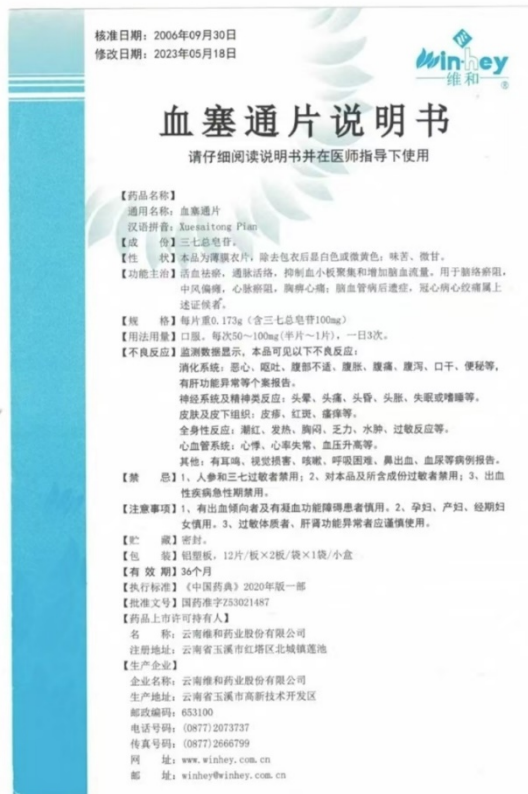 核准日期：2006年09月30日
修改日期：2023年05月18日
Winhey
维和
®
血塞通片说明书
请仔细阅读说明书并在医师指导下使用
【药品名称】
通用名称：血塞通片
汉语拼音：Xuesaitong Pian
【成　份】三七总皂苷。
【性　状】本品为薄膜衣片，除去包衣后显白色或微黄色；味苦、微甘。
【功能主治】活血祛瘀，通脉活络，抑制血小板聚集和增加脑血流量。用于脑络瘀阻，
中风偏瘫，心脉瘀阻，胸痹心痛；脑血管病后遗症，冠心病心绞痛属上
述证候者。
【规　格】每片重0.173g（含三七总皂苷100mg）
【用法用量】口服。每次50～100mg(半片～1片)，一日3次。
【不良反应】监测数据显示，本品可见以下不良反应：
消化系统：恶心、呕吐、腹部不适、腹胀、腹痛、腹泻、口干、便秘等，
有肝功能异常等个案报告。
神经系统及精神类反应：头晕、头痛、头昏、头胀、失眠或嗜睡等。
皮肤及皮下组织：皮疹、红斑、瘙痒等。
全身性反应：潮红、发热、胸闷、乏力、水肿、过敏反应等。
心血管系统：心悸、心率失常、血压升高等。
其他：有耳鸣、视觉损害、咳嗽、呼吸困难、鼻出血、血尿等病例报告。
【禁　忌】1、人参和三七过敏者禁用；2、对本品及所含成份过敏者禁用；3、出血
性疾病急性期禁用。
【注意事项】1、有出血倾向者及有凝血功能障碍患者慎用。2、孕妇、产妇、经期妇
女慎用。3、过敏体质者、肝肾功能异常者应谨慎使用。
【贮　藏】密封。
【包　装】铝塑板，12片/板×2板/袋×1袋/小盒
【有 效 期】36个月
【执行标准】《中国药典》2020年版一部
【批准文号】国药准字Z53021487
【药品上市许可持有人】
名　称：云南维和药业股份有限公司
注册地址：云南省玉溪市红塔区北城镇莲池
【生产企业】
企业名称：云南维和药业股份有限公司
生产地址：云南省玉溪市高新技术开发区
邮政编码：653100
电话号码：(0877)2073737
传真号码：(0877)2666799
网　址：www.winhey.com.cn
邮　址：winhey@winhey.com.cn